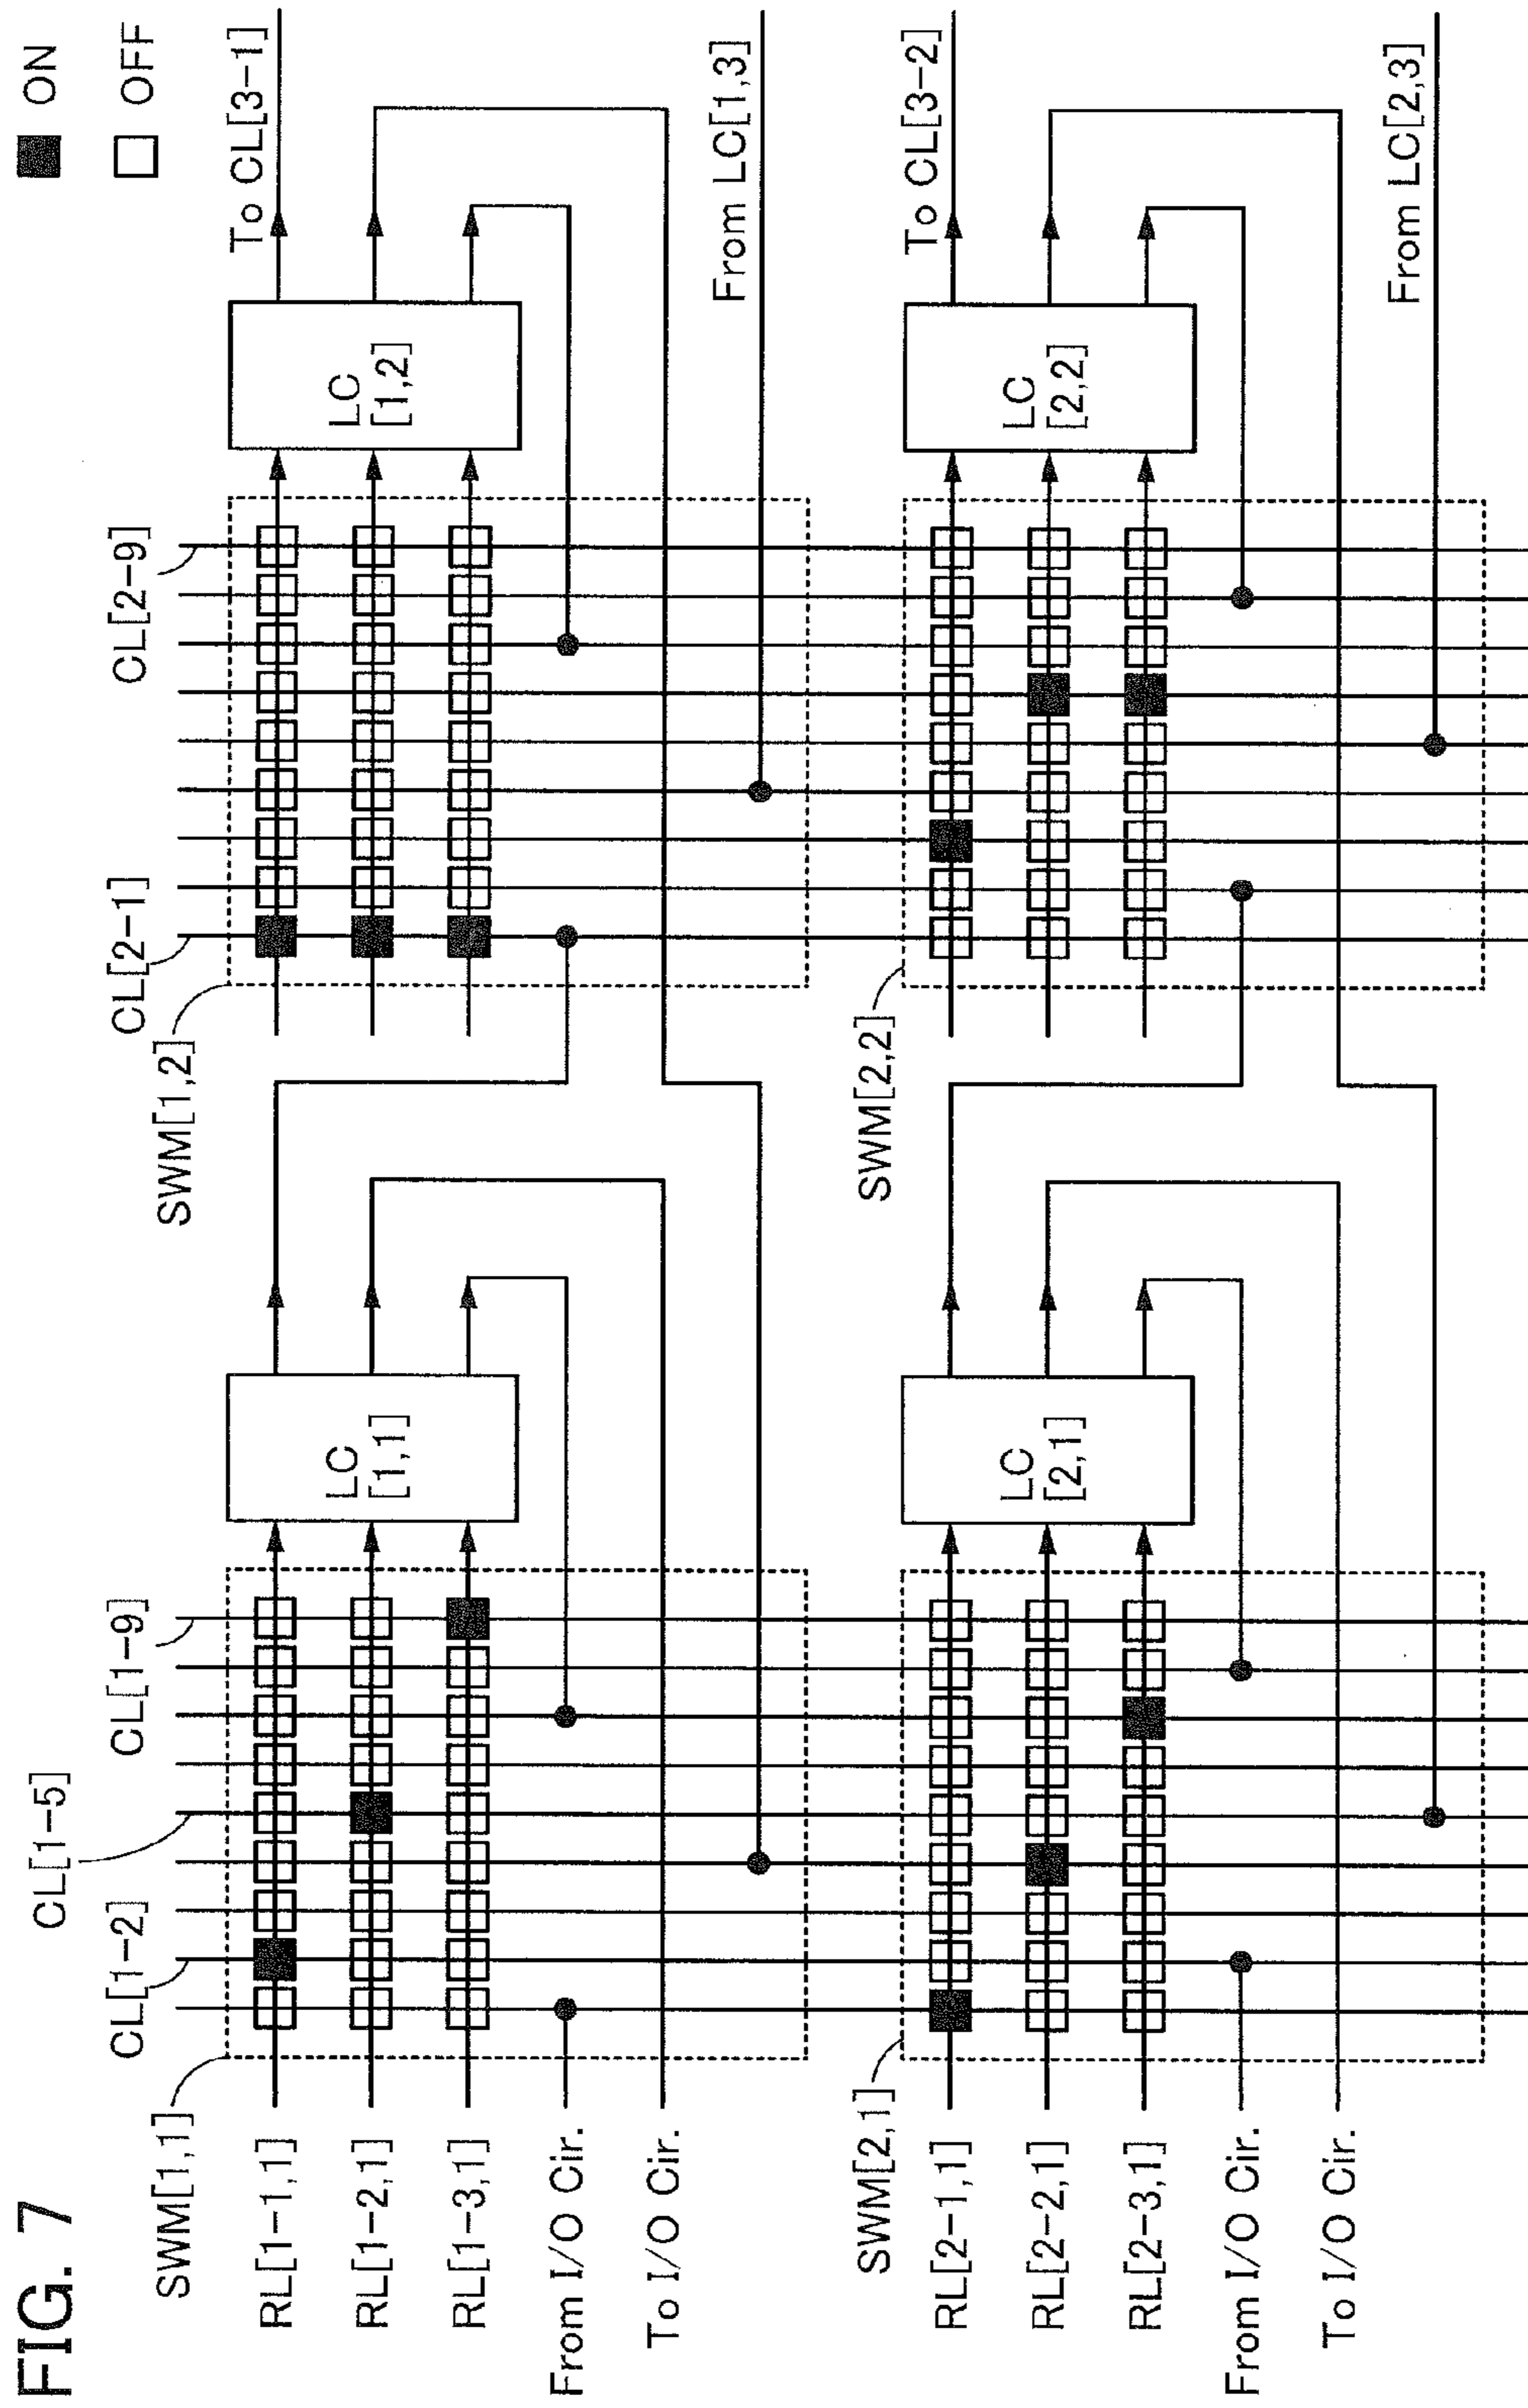 FIG. 7
ON
OFF
CL[1-2]
CL[1-5]
CL[1-9]
CL[2-1]
CL[2-9]
SWM[1,1]
SWM[1,2]
RL[1-1,1]
RL[1-2,1]
RL[1-3,1]
From I/O Cir.
To I/O Cir.
LC
[1,1]
LC
[1,2]
To CL[3-1]
From LC[1,3]
SWM[2,1]
SWM[2,2]
RL[2-1,1]
RL[2-2,1]
RL[2-3,1]
From I/O Cir.
To I/O Cir.
LC
[2,1]
LC
[2,2]
To CL[3-2]
From LC[2,3]